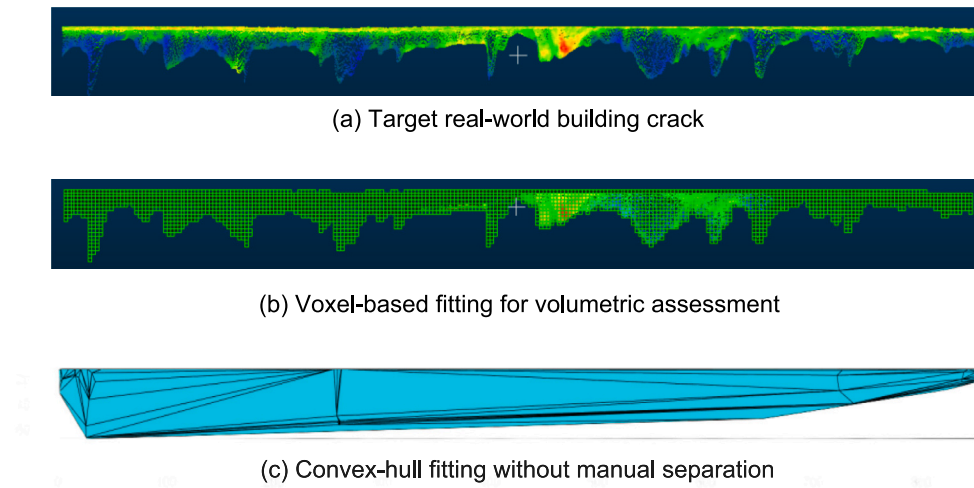 (a) Target real-world building crack
(b) Voxel-based fitting for volumetric assessment
(c) Convex-hull fitting without manual separation